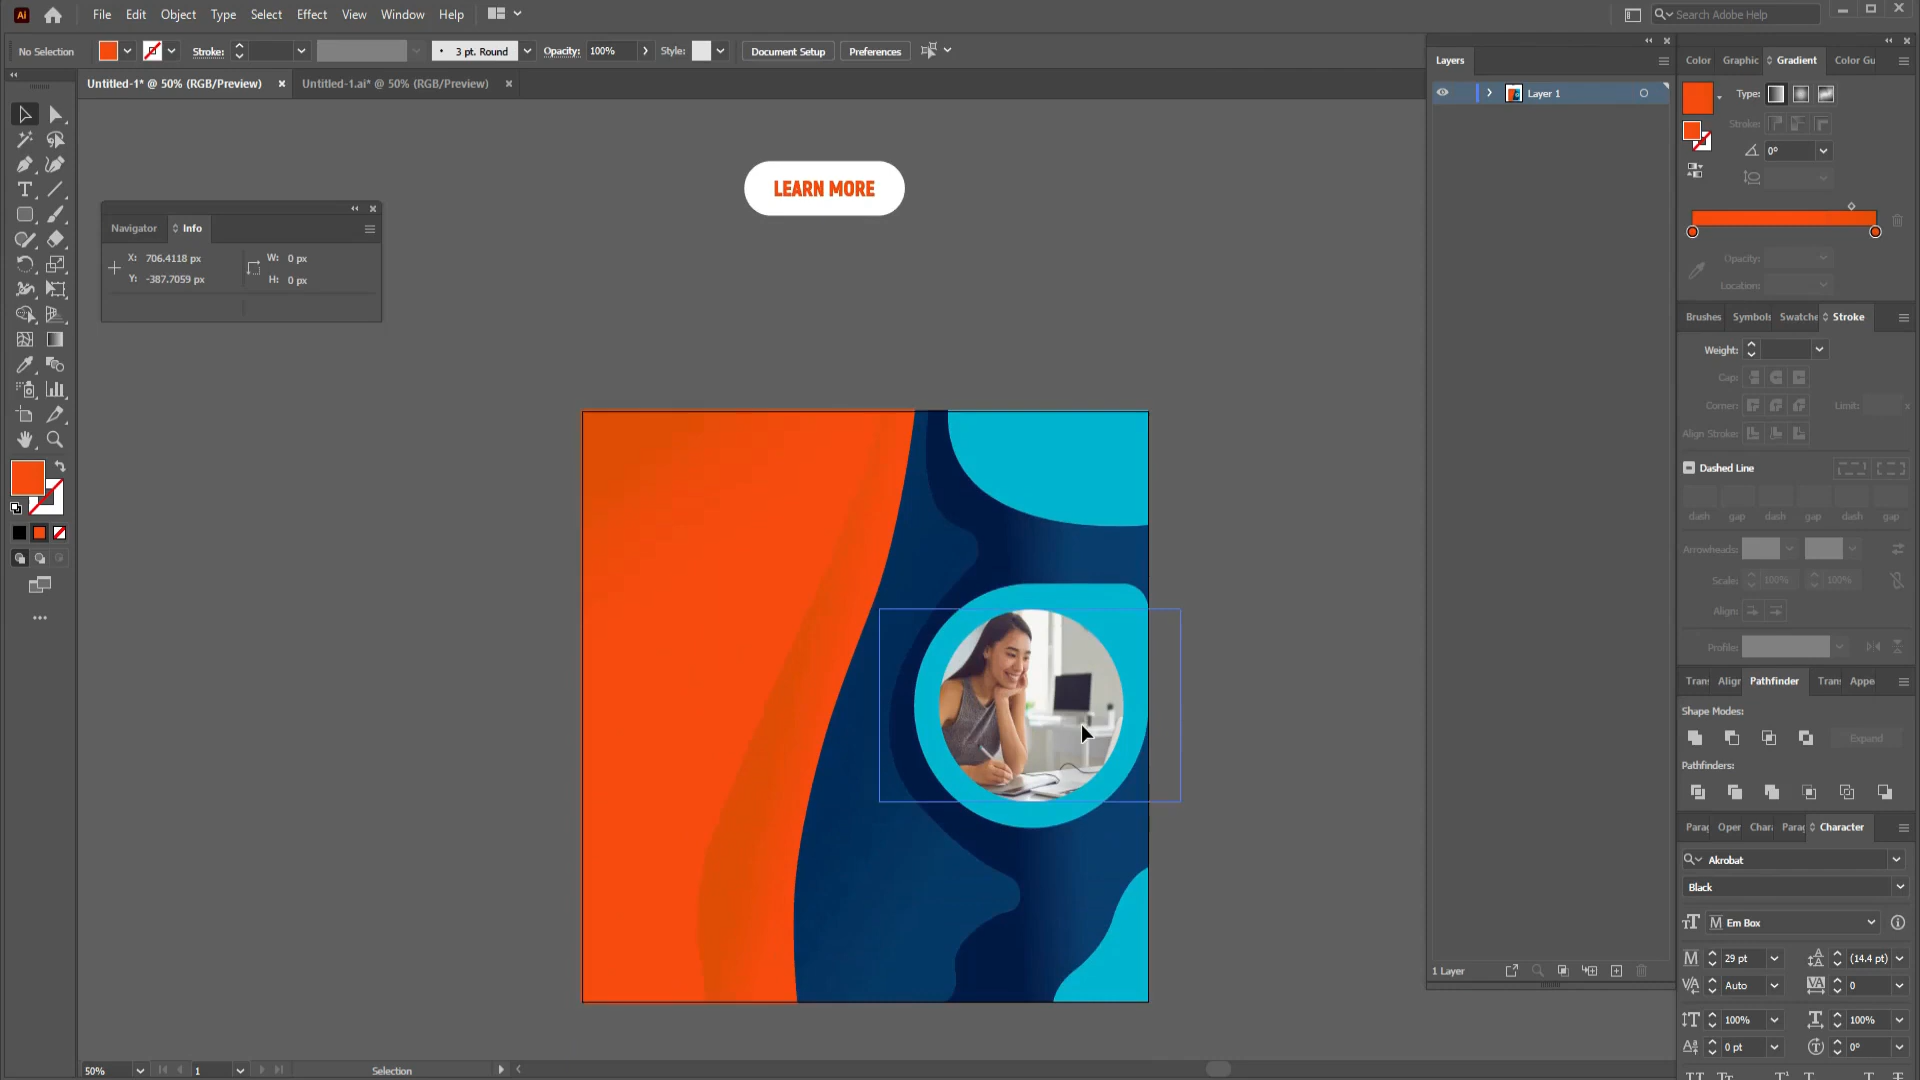 Ai File Edit Object Type Select Effect View Window Help Search Adobe Help
No Selection Stroke: 3 pt. Round Opacity: 100% Style: Document Setup Preferences
Untitled-1* @ 50% (RGB/Preview) Untitled-1.ai* @ 50% (RGB/Preview)
LEARN MORE
Navigator Info
X: 706.4118 px W: 0 px
Y: -387.7059 px H: 0 px
Layers
Layer 1
1 Layer
Color Graphic Gradient Color Gu
Type:
Stroke:
0°
Opacity:
Location:
Brushes Symbols Swatche Stroke
Weight:
Cap:
Corner: Limit: x
Align Stroke:
Dashed Line
dash gap dash gap dash gap
Arrowheads:
Scale: 100% 100%
Align:
Profile:
Tran Align Pathfinder Tran Appe
Shape Modes:
Expand
Pathfinders:
Para Oper Char Para Character
Akrobat
Black
Em Box
29 pt (14.4 pt)
Auto 0
100% 100%
0 pt 0°
50% 1 Selection